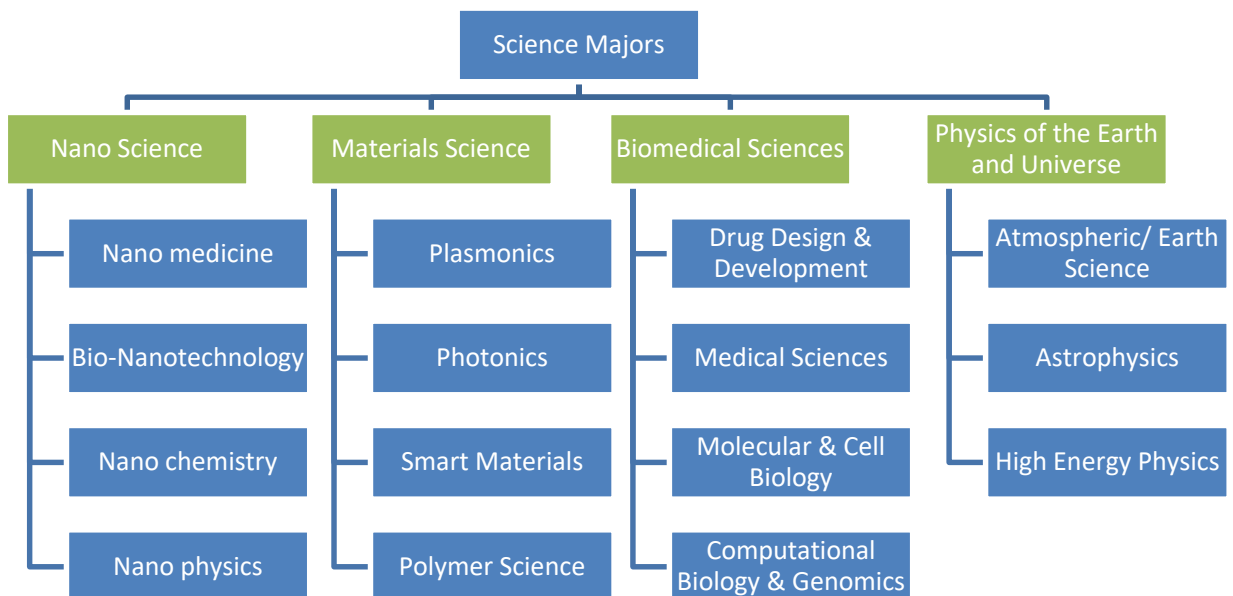 Science Majors
Nano Science
Nano medicine
Bio-Nanotechnology
Nano chemistry
Nano physics
Materials Science
Plasmonics
Photonics
Smart Materials
Polymer Science
Biomedical Sciences
Drug Design &
Development
Medical Sciences
Molecular & Cell
Biology
Computational
Biology & Genomics
Physics of the Earth
and Universe
Atmospheric/ Earth
Science
Astrophysics
High Energy Physics